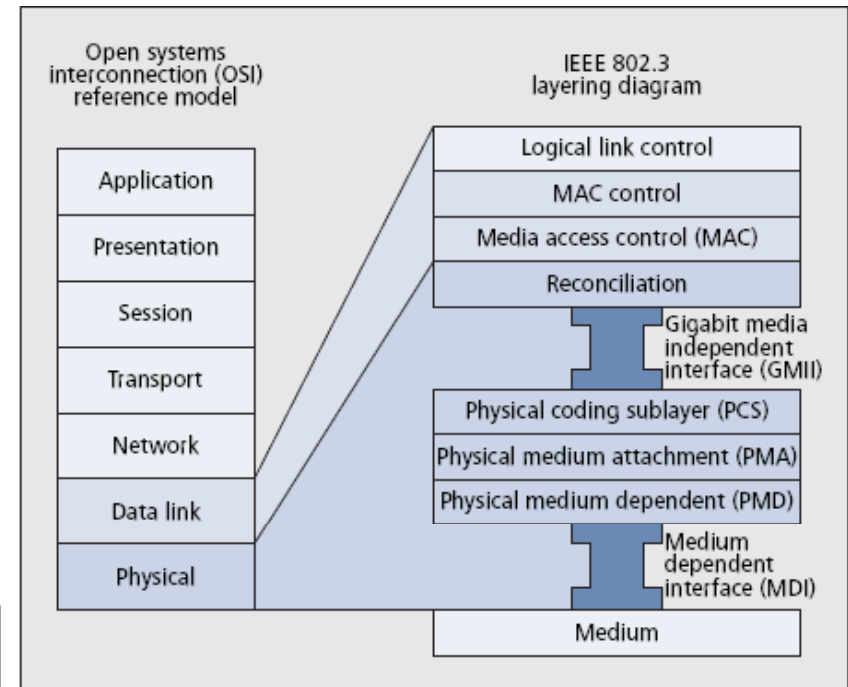 Open systems
interconnection (OSI)
reference model
Application
Presentation
Session
Transport
Network
Data link
Physical
IEEE 802.3
layering diagram
Logical link control
MAC control
Media access control (MAC)
Reconciliation
Gigabit media
independent
interface (GMII)
Physical coding sublayer (PCS)
Physical medium attachment (PMA)
Physical medium dependent (PMD)
Medium
dependent
interface (MDI)
Medium